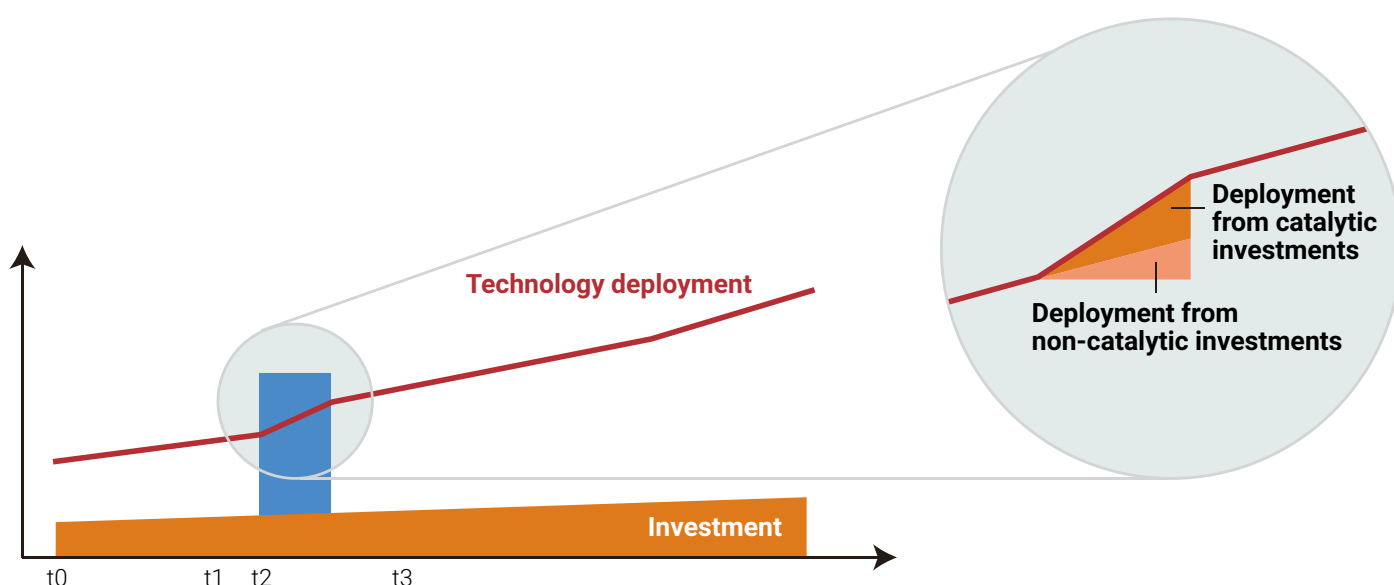 Deployment
from catalytic
investments
Technology deployment
Deployment from
non-catalytic investments
Investment
t0 t1 t2 t3